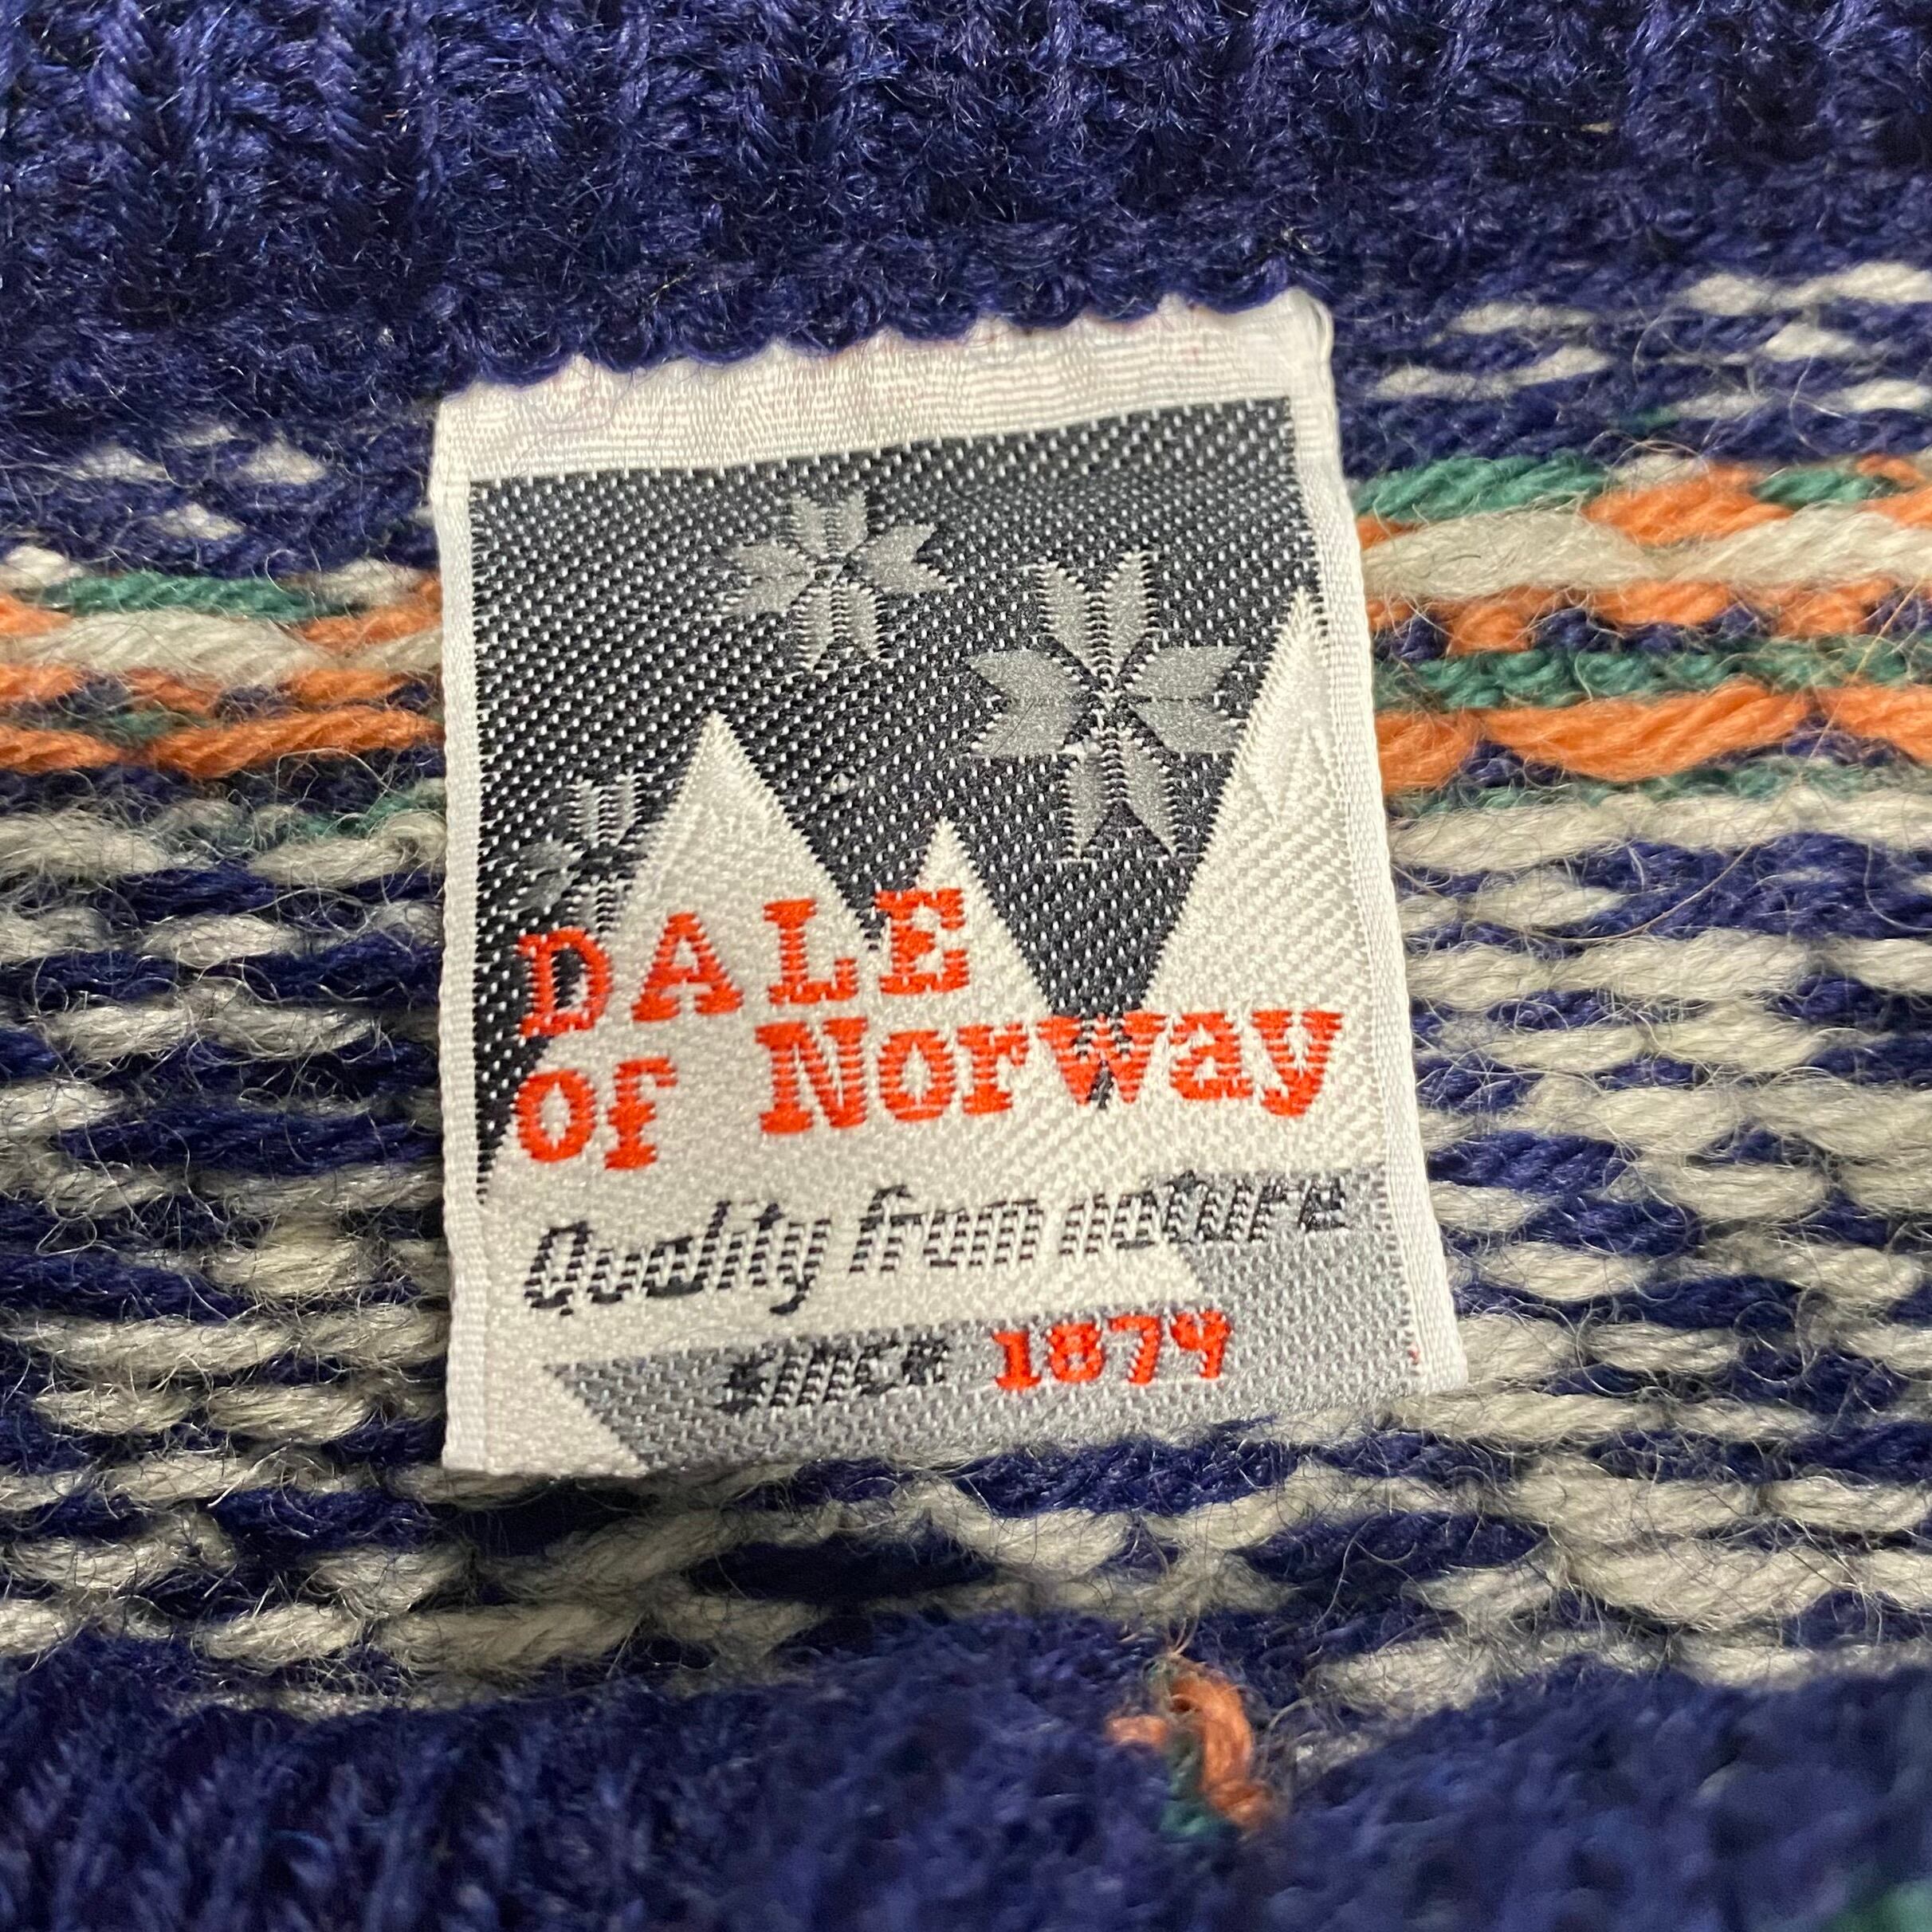 DALE
of Norway
Quality from nature
SINCE 1879